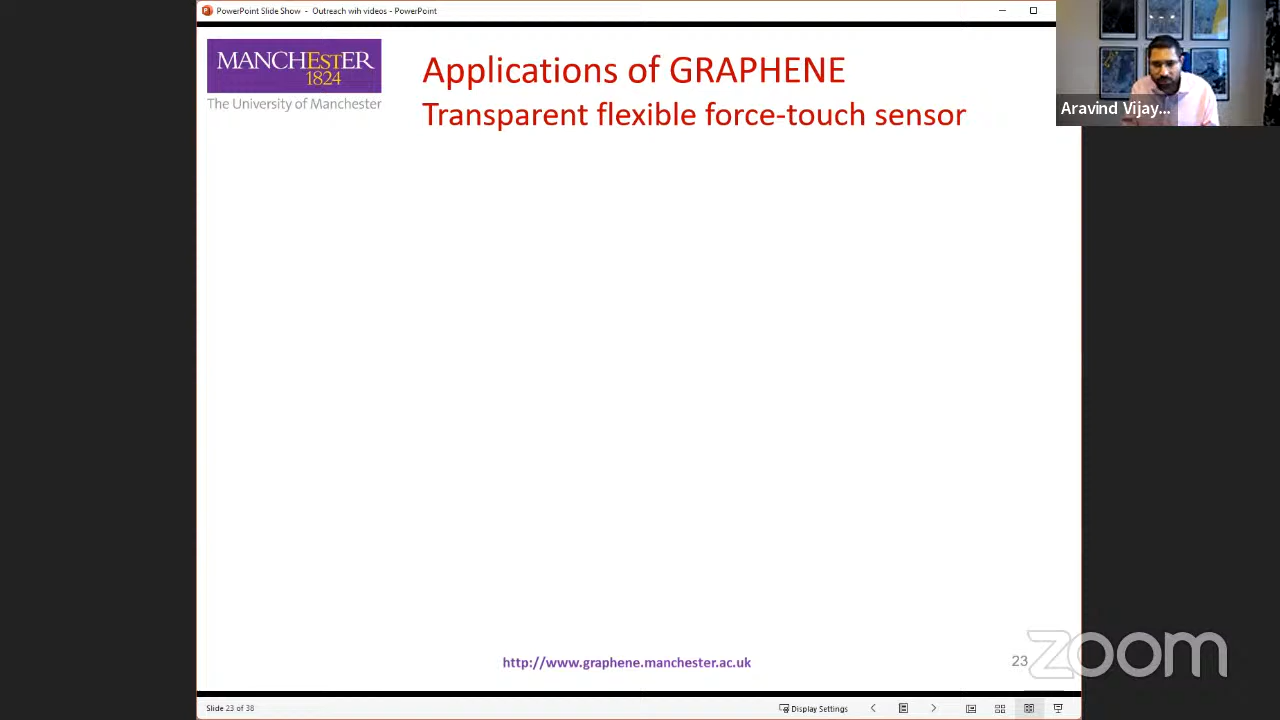 PowerPoint Slide Show - Outreach wih videos - PowerPoint
MANCHESTER
1824
The University of Manchester
Applications of GRAPHENE
Transparent flexible force-touch sensor
Aravind Vijay...
http://www.graphene.manchester.ac.uk
23
zoom
Slide 23 of 38
Display Settings